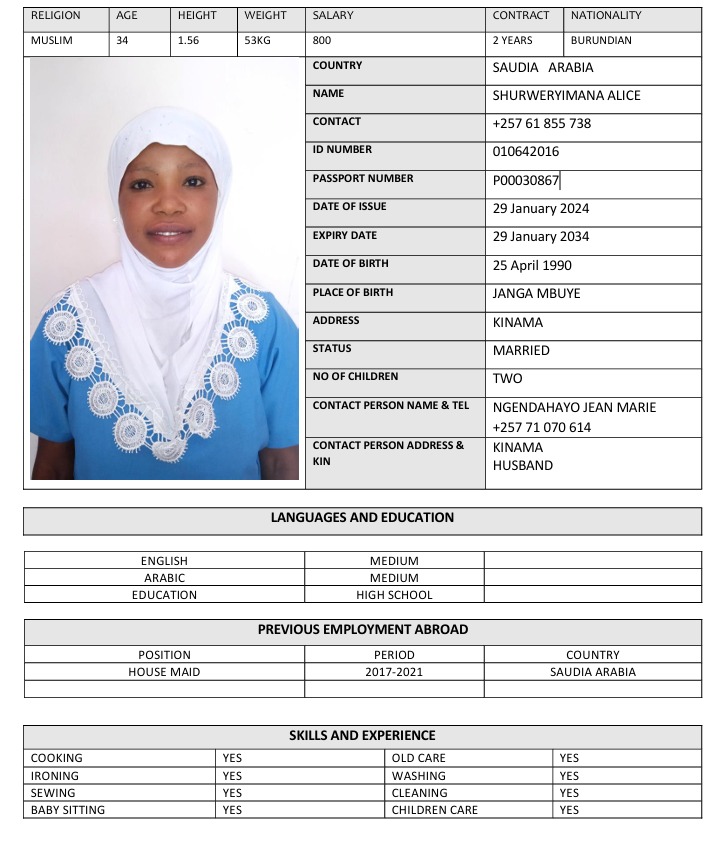 RELIGION AGE HEIGHT WEIGHT SALARY CONTRACT NATIONALITY
MUSLIM 34 1.56 53KG 800 2 YEARS BURUNDIAN
COUNTRY SAUDIA ARABIA
NAME SHURWERYIMANA ALICE
CONTACT +257 61 855 738
ID NUMBER 010642016
PASSPORT NUMBER P00030867
DATE OF ISSUE 29 January 2024
EXPIRY DATE 29 January 2034
DATE OF BIRTH 25 April 1990
PLACE OF BIRTH JANGA MBUYE
ADDRESS KINAMA
STATUS MARRIED
NO OF CHILDREN TWO
CONTACT PERSON NAME & TEL NGENDAHAYO JEAN MARIE
+257 71 070 614
CONTACT PERSON ADDRESS & KINAMA
KIN HUSBAND
LANGUAGES AND EDUCATION
ENGLISH MEDIUM
ARABIC MEDIUM
EDUCATION HIGH SCHOOL
PREVIOUS EMPLOYMENT ABROAD
POSITION PERIOD COUNTRY
HOUSE MAID 2017-2021 SAUDIA ARABIA
SKILLS AND EXPERIENCE
COOKING YES OLD CARE YES
IRONING YES WASHING YES
SEWING YES CLEANING YES
BABY SITTING YES CHILDREN CARE YES